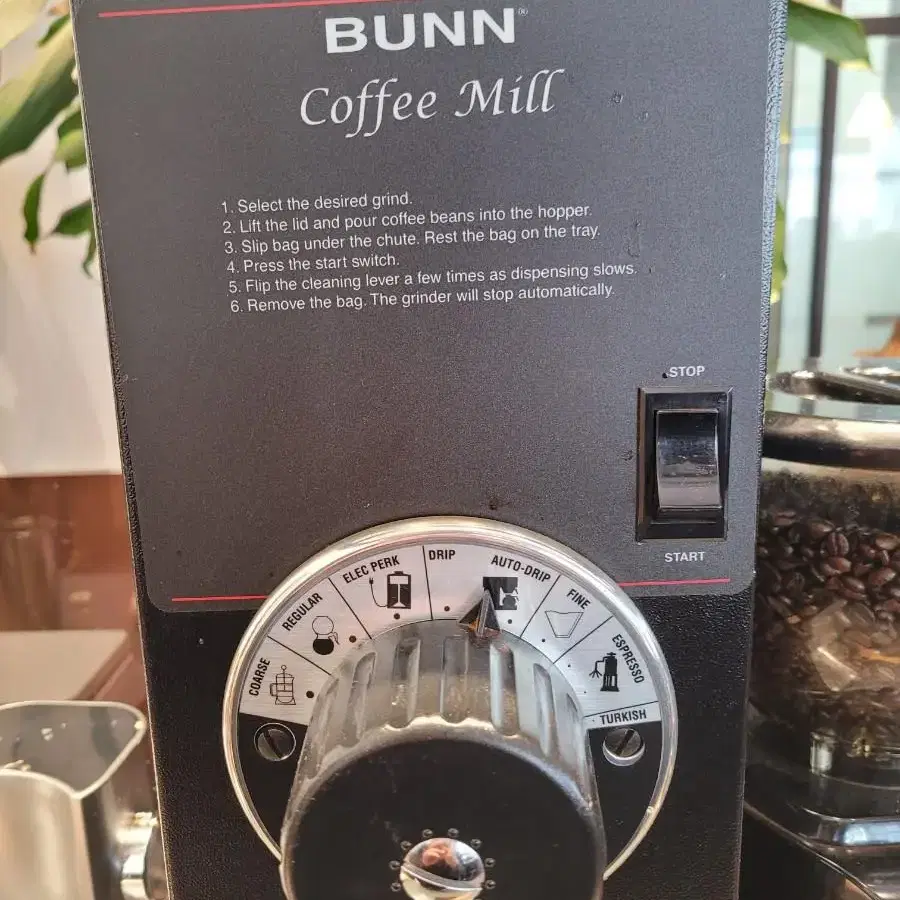 BUNN®
Coffee Mill
1. Select the desired grind.
2. Lift the lid and pour coffee beans into the hopper.
3. Slip bag under the chute. Rest the bag on the tray.
4. Press the start switch.
5. Flip the cleaning lever a few times as dispensing slows.
6. Remove the bag. The grinder will stop automatically.
STOP
START
COARSE
REGULAR
ELEC PERK
DRIP
AUTO-DRIP
FINE
ESPRESSO
TURKISH